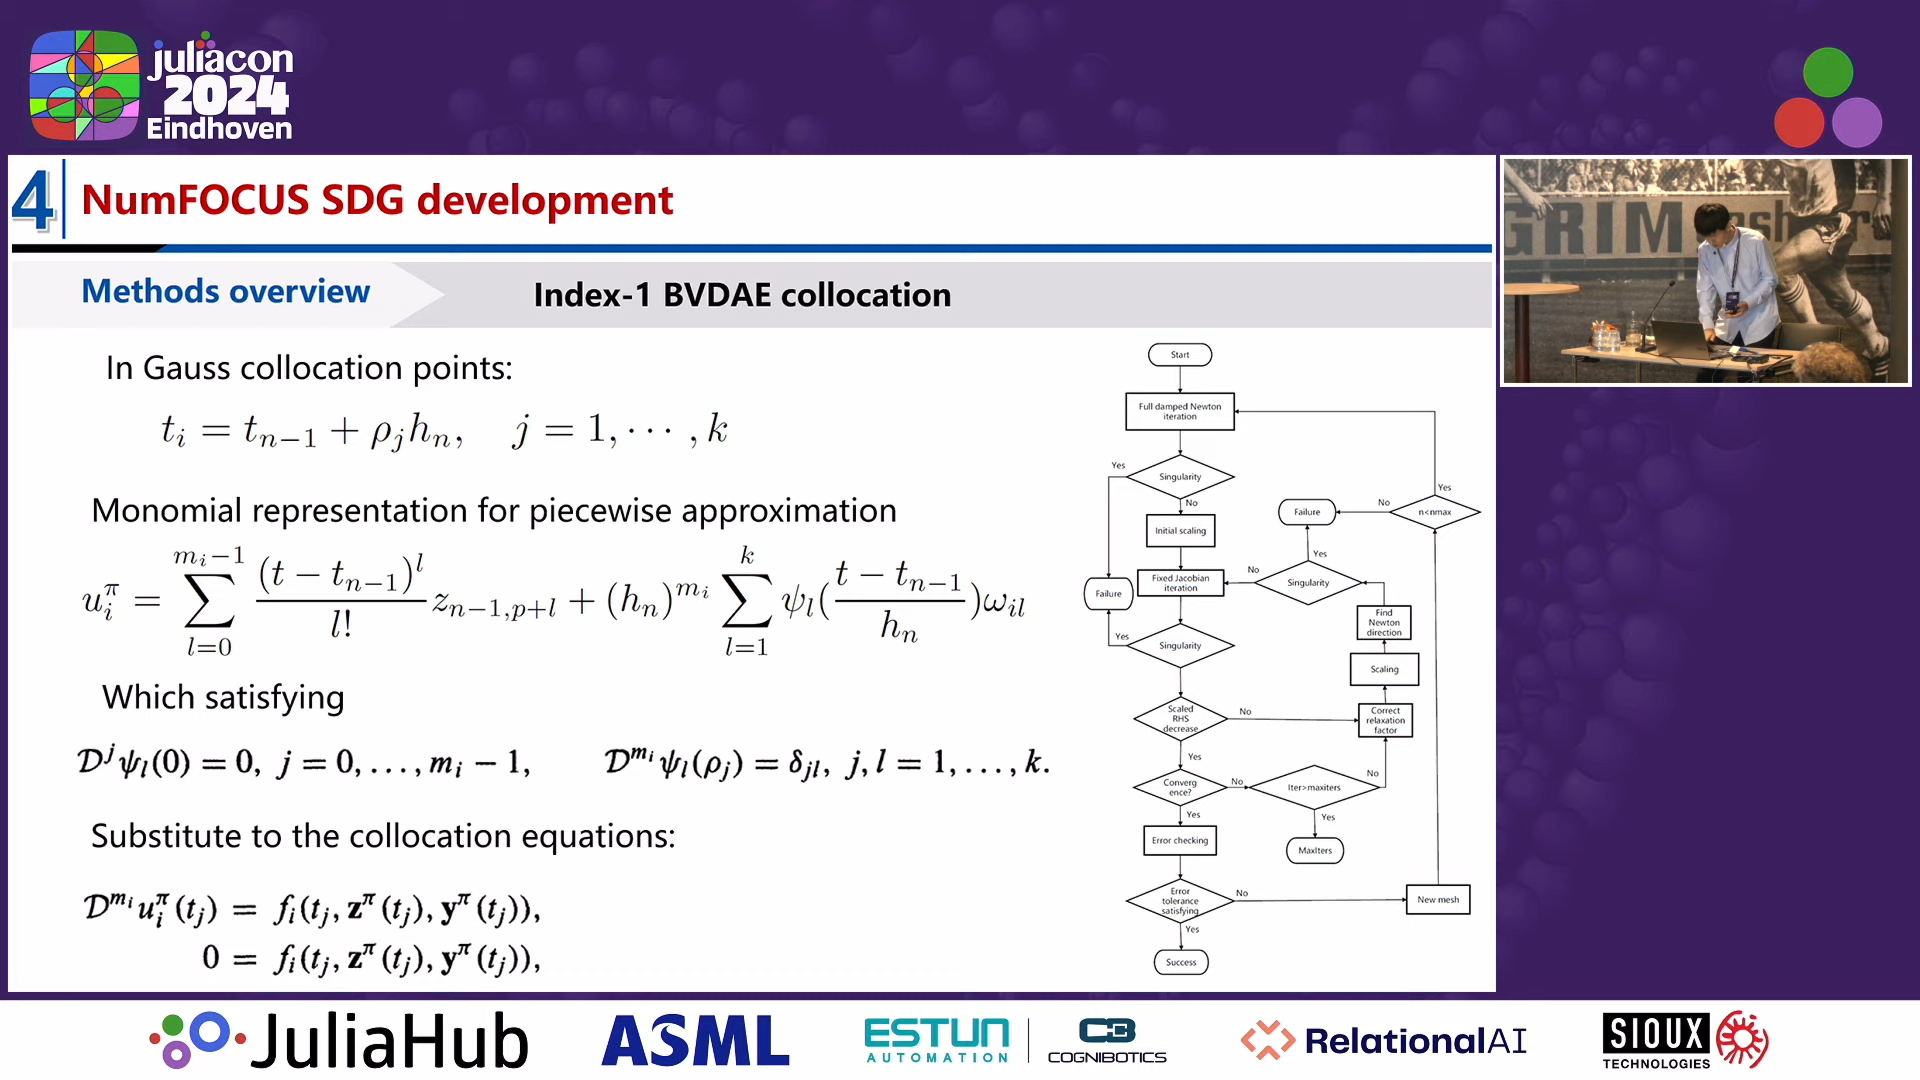 juliacon
2024
Eindhoven
4
NumFOCUS SDG development
Methods overview
Index-1 BVDAE collocation
In Gauss collocation points:
t_i = t_{n-1} + ρ_j h_n, j = 1, ⋯ , k
Monomial representation for piecewise approximation
u_i^π = \sum_{l=0}^{m_i-1} \frac{(t - t_{n-1})^l}{l!} z_{n-1,p+l} + (h_n)^{m_i} \sum_{l=1}^{k} ψ_l(\frac{t - t_{n-1}}{h_n})ω_{il}
Which satisfying
D^j ψ_l(0) = 0, j = 0, . . . , m_i − 1, D^{m_i} ψ_l(ρ_j) = δ_{jl}, j, l = 1, . . . , k.
Substitute to the collocation equations:
D^{m_i} u_i^π(t_j) = f_i(t_j, z^π(t_j), y^π(t_j)),
0 = f_i(t_j, z^π(t_j), y^π(t_j)),
Start
Full damped Newton
iteration
Yes
Singularity
No
Initial scaling
Fixed Jacobian
iteration
Failure
Yes
Singularity
Scaled
RHS
decrease
No
Yes
Converg
ence?
No
Iter>maxiters
No
Yes
MaxIters
Yes
Error checking
Error
tolerance
satisfying
No
Yes
Success
New mesh
Correct
relaxation
factor
Scaling
Find
Newton
direction
Singularity
No
Yes
Failure
No
n<nmax
Yes
GRIM
esh
JuliaHub
ASML
ESTUN
AUTOMATION
COGNIBOTICS
RelationalAI
SIOUX
TECHNOLOGIES